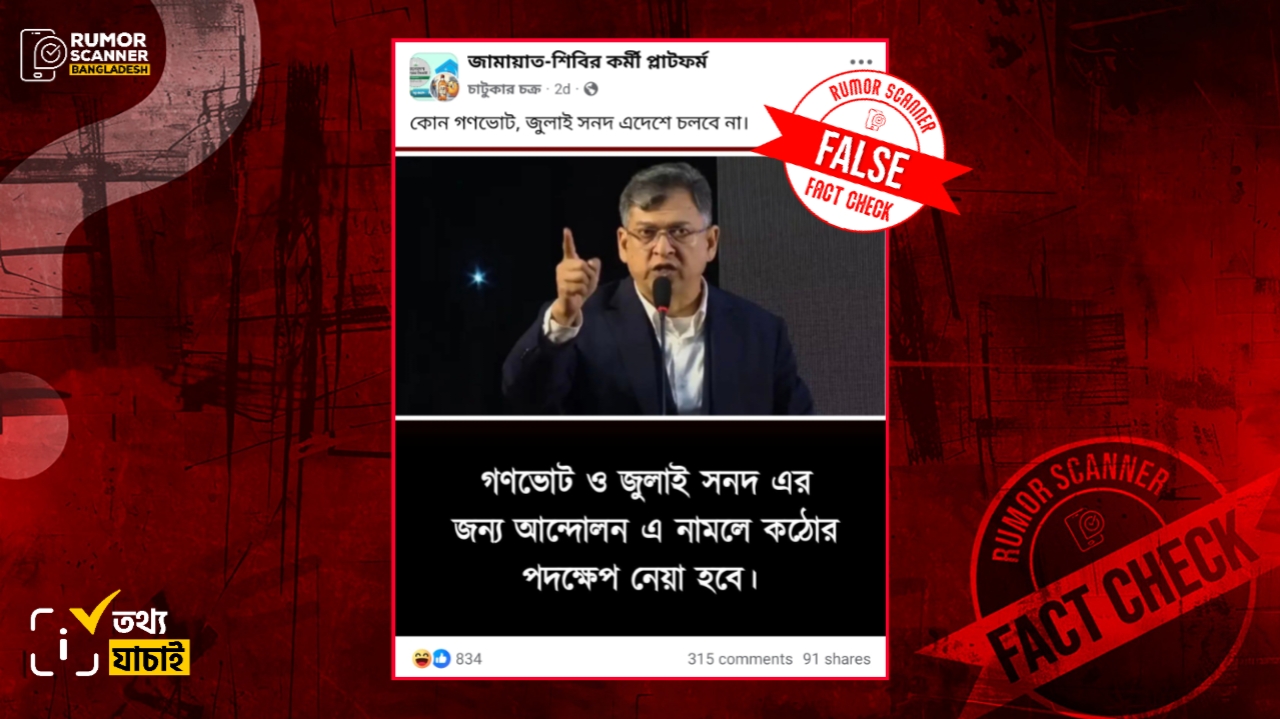 RUMOR
SCANNER
BANGLADESH
জামায়াত-শিবির কর্মী প্লাটফর্ম
চাটুকার চক্র · 2d ·
কোন গণভোট, জুলাই সনদ এদেশে চলবে না।
RUMOR SCANNER
FALSE
FACT CHECK
গণভোট ও জুলাই সনদ এর
জন্য আন্দোলন এ নামলে কঠোর
পদক্ষেপ নেয়া হবে।
834
315 comments 91 shares
তথ্য
যাচাই
RUMOR SCANNER
FACT CHECK